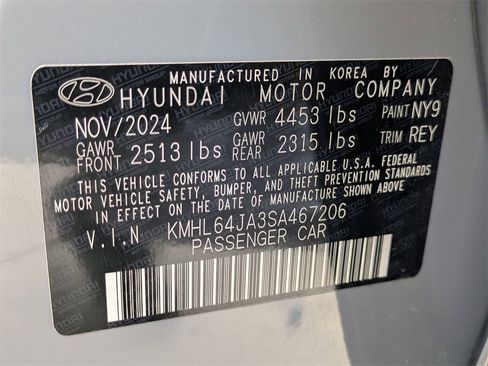 MANUFACTURED IN KOREA BY
HYUNDAI MOTOR COMPANY
NOV/2024 GVWR 4453 lbs PAINT NY9
GAWR FRONT 2513 lbs GAWR REAR 2315 lbs TRIM REY
THIS VEHICLE CONFORMS TO ALL APPLICABLE U.S.A. FEDERAL
MOTOR VEHICLE SAFETY, BUMPER, AND THEFT PREVENTION
STANDARDS IN EFFECT ON THE DATE OF MANUFACTURE SHOWN ABOVE.
V.I.N. KMHL64JA3SA467206
PASSENGER CAR